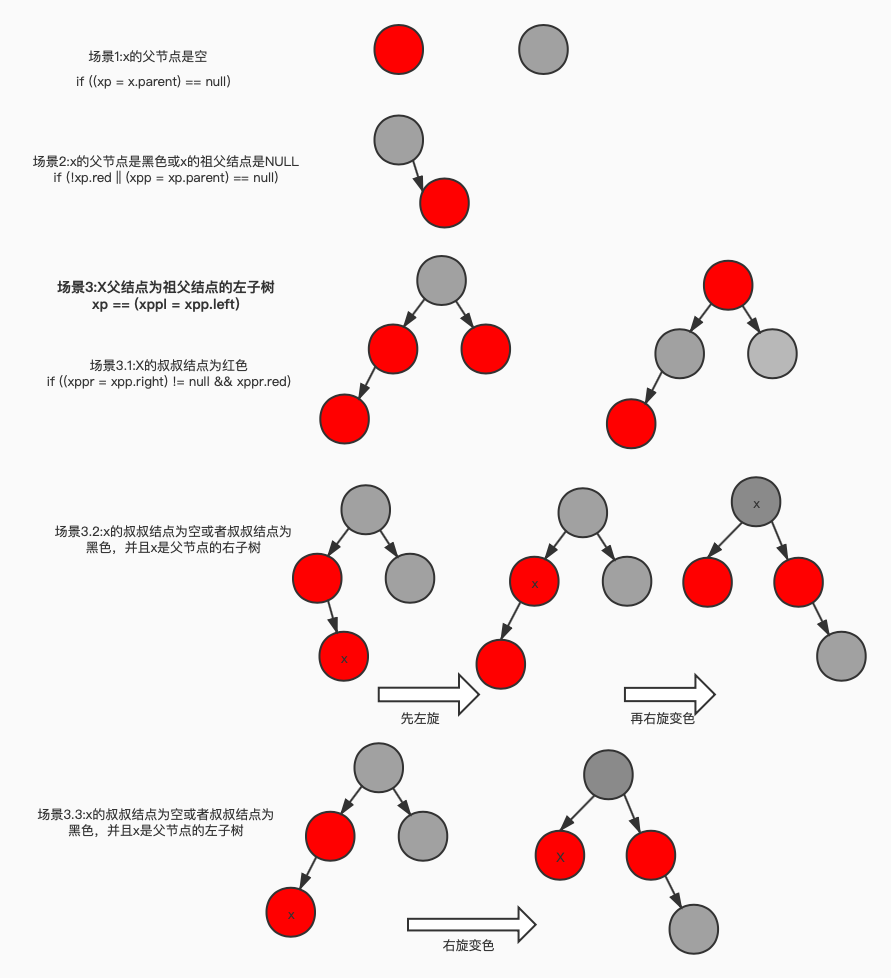 场景1:x的父节点是空
if ((xp = x.parent) == null)
场景2:x的父节点是黑色或x的祖父结点是NULL
if (!xp.red || (xpp = xp.parent) == null)
场景3:X父结点为祖父结点的左子树
xp == (xppl = xpp.left)
场景3.1:X的叔叔结点为红色
if ((xppr = xpp.right) != null && xppr.red)
场景3.2:x的叔叔结点为空或者叔叔结点为
黑色，并且x是父节点的右子树
x
x
x
先左旋
再右旋变色
场景3.3:x的叔叔结点为空或者叔叔结点为
黑色，并且x是父节点的左子树
x
x
右旋变色